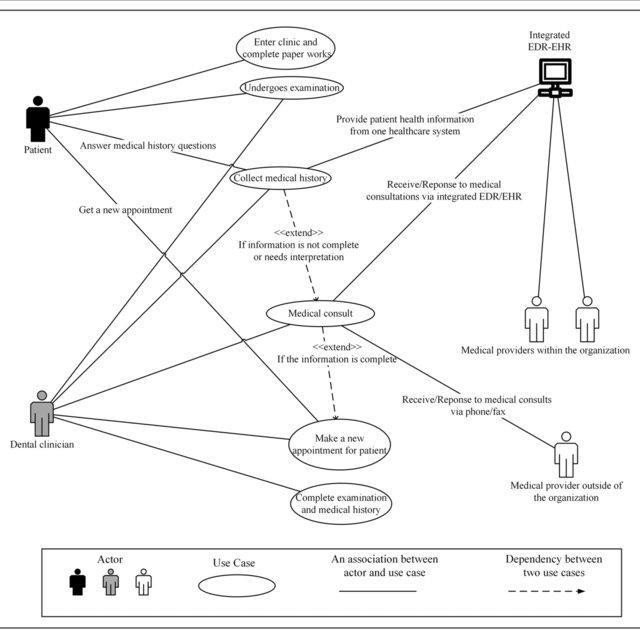 Enter clinic and
complete paper works
Integrated
EDR-EHR
Undergoes examination
Provide patient health information
from one healthcare system
Patient
Answer medical history questions
Collect medical history
Receive/Reponse to medical
consultations via integrated EDR/EHR
Get a new appointment
<<extend>>
If information is not complete
or needs interpretation
Medical consult
<<extend>>
If the information is complete
Medical providers within the organization
Receive/Reponse to medical consults
via phone/fax
Dental clinician
Make a new
appointment for patient
Medical provider outside of
the organization
Complete examination
and medical history
Actor
Use Case
An association between
actor and use case
Dependency between
two use cases